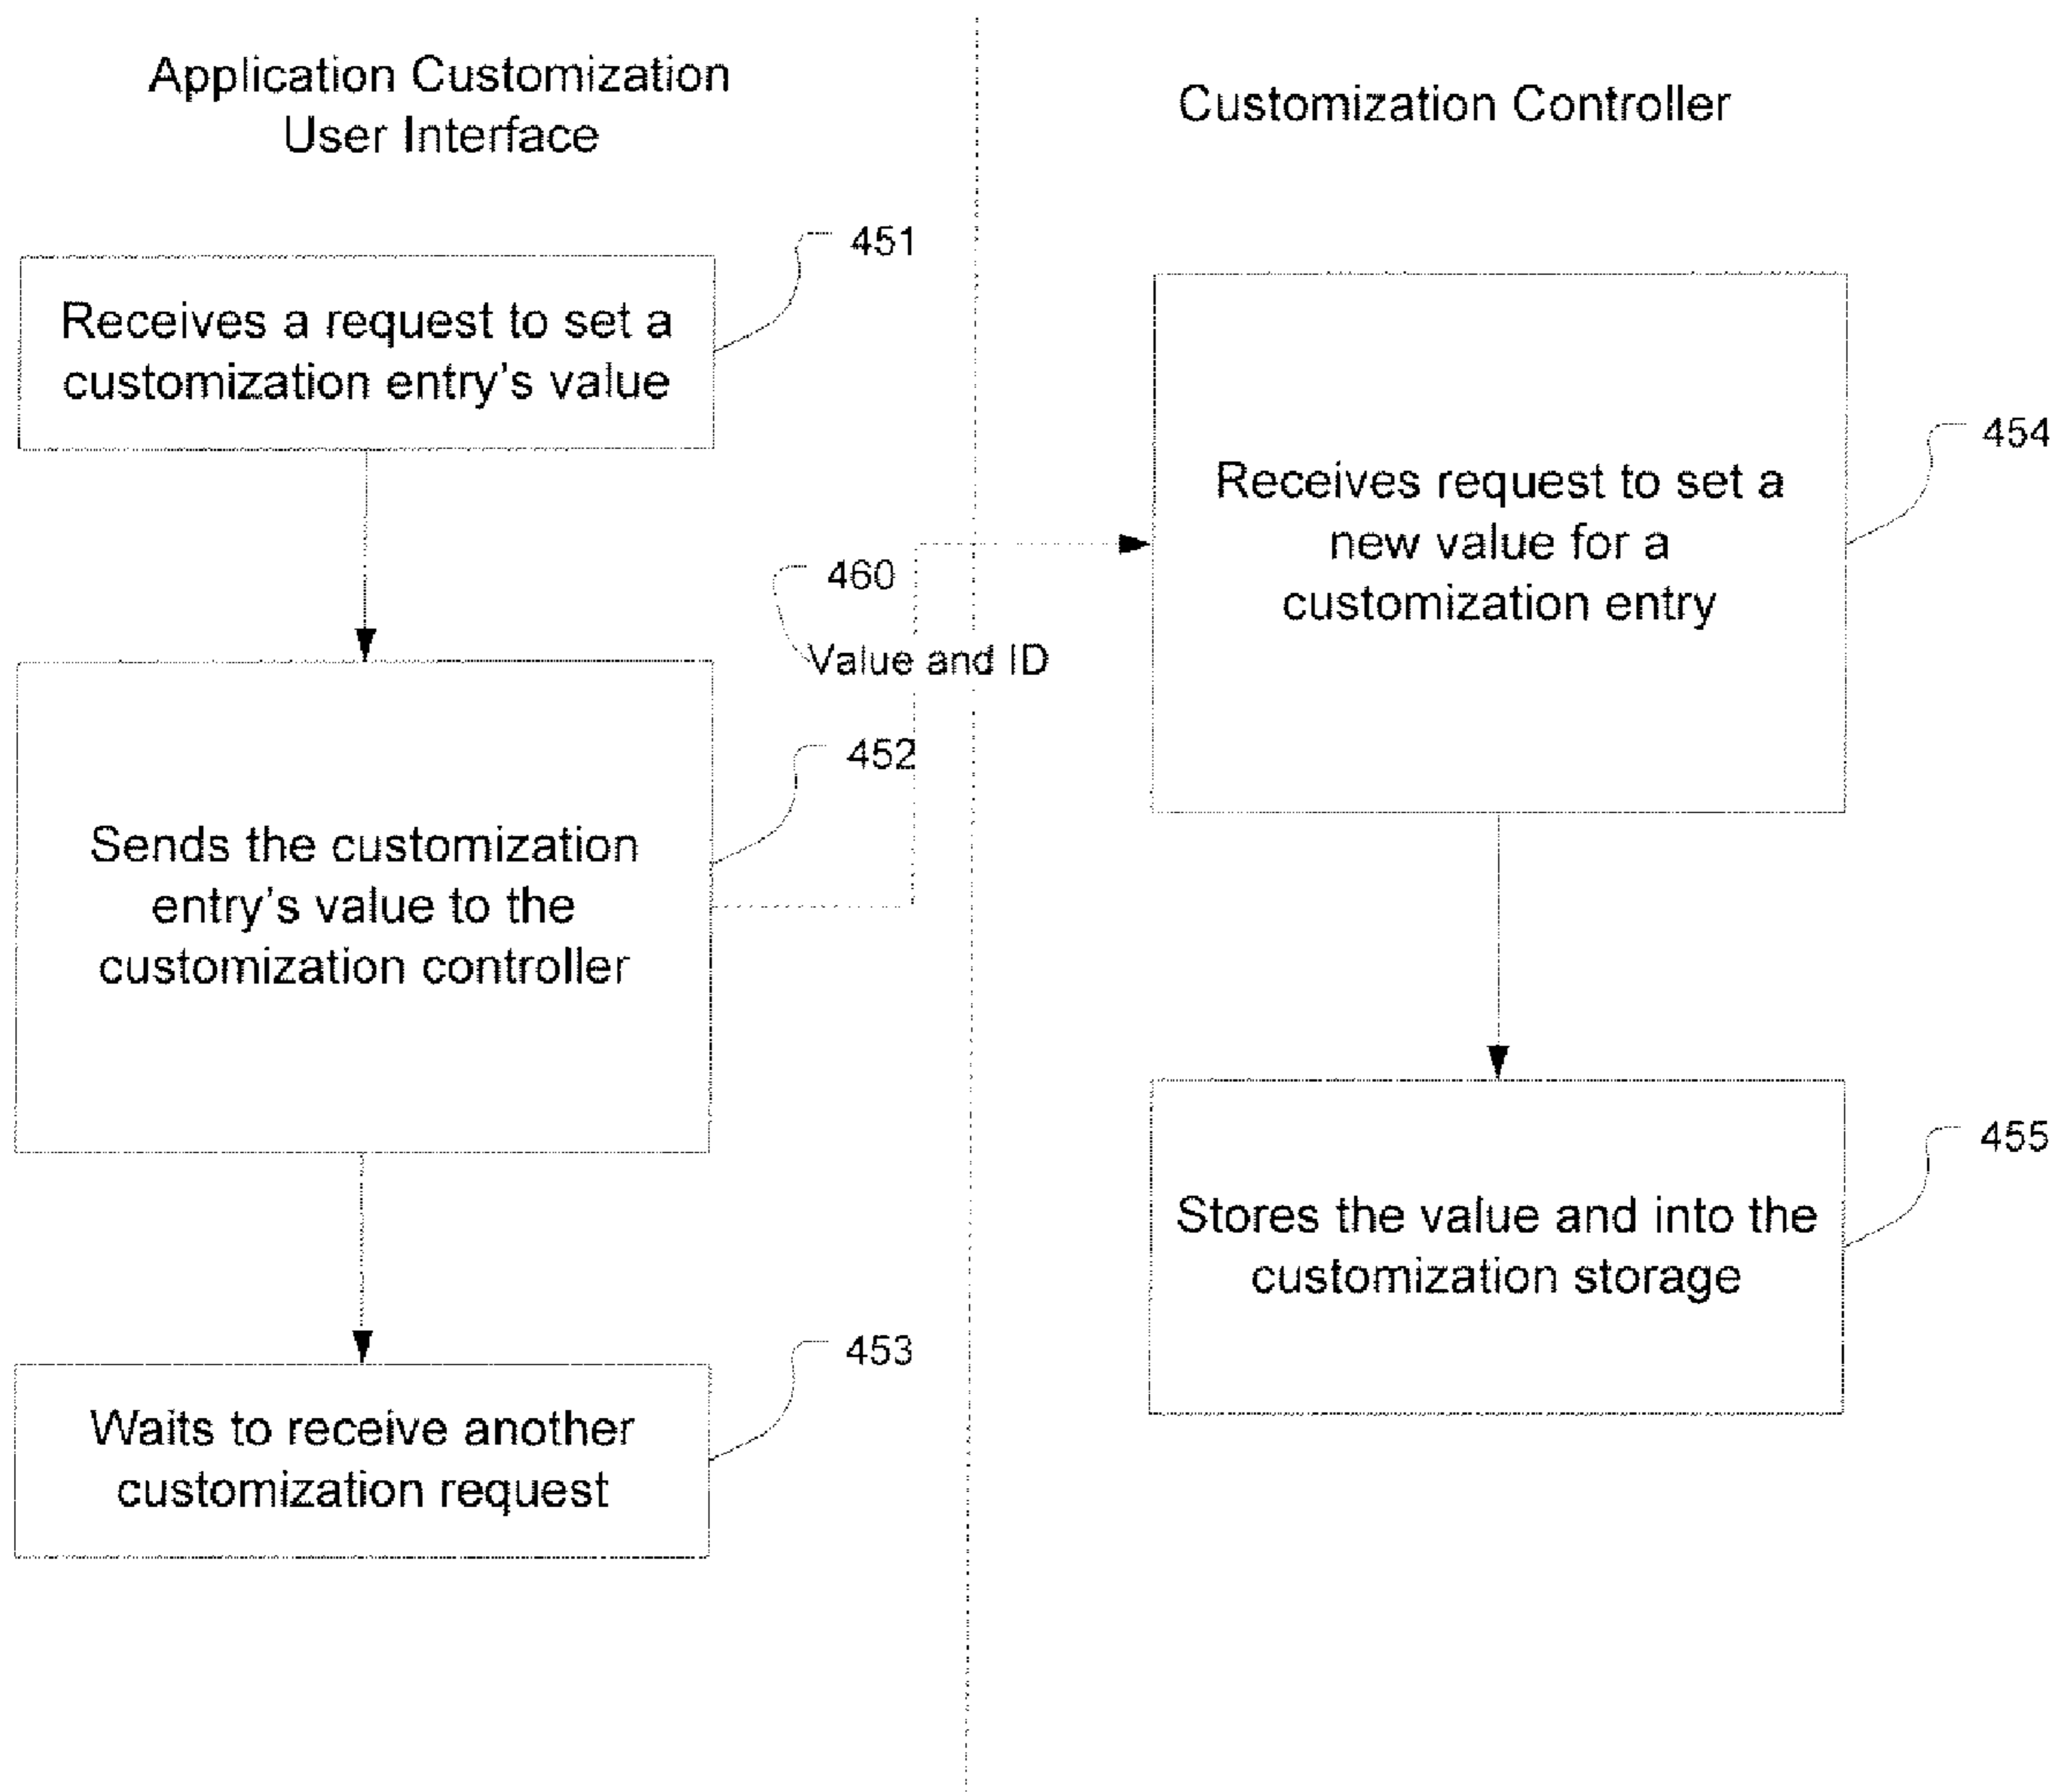 Application Customization
User Interface
451
Receives a request to set a
customization entry's value
452
Sends the customization
entry's value to the
customization controller
453
Waits to receive another
customization request
460
Value and ID
Customization Controller
454
Receives request to set a
new value for a
customization entry
455
Stores the value and into the
customization storage